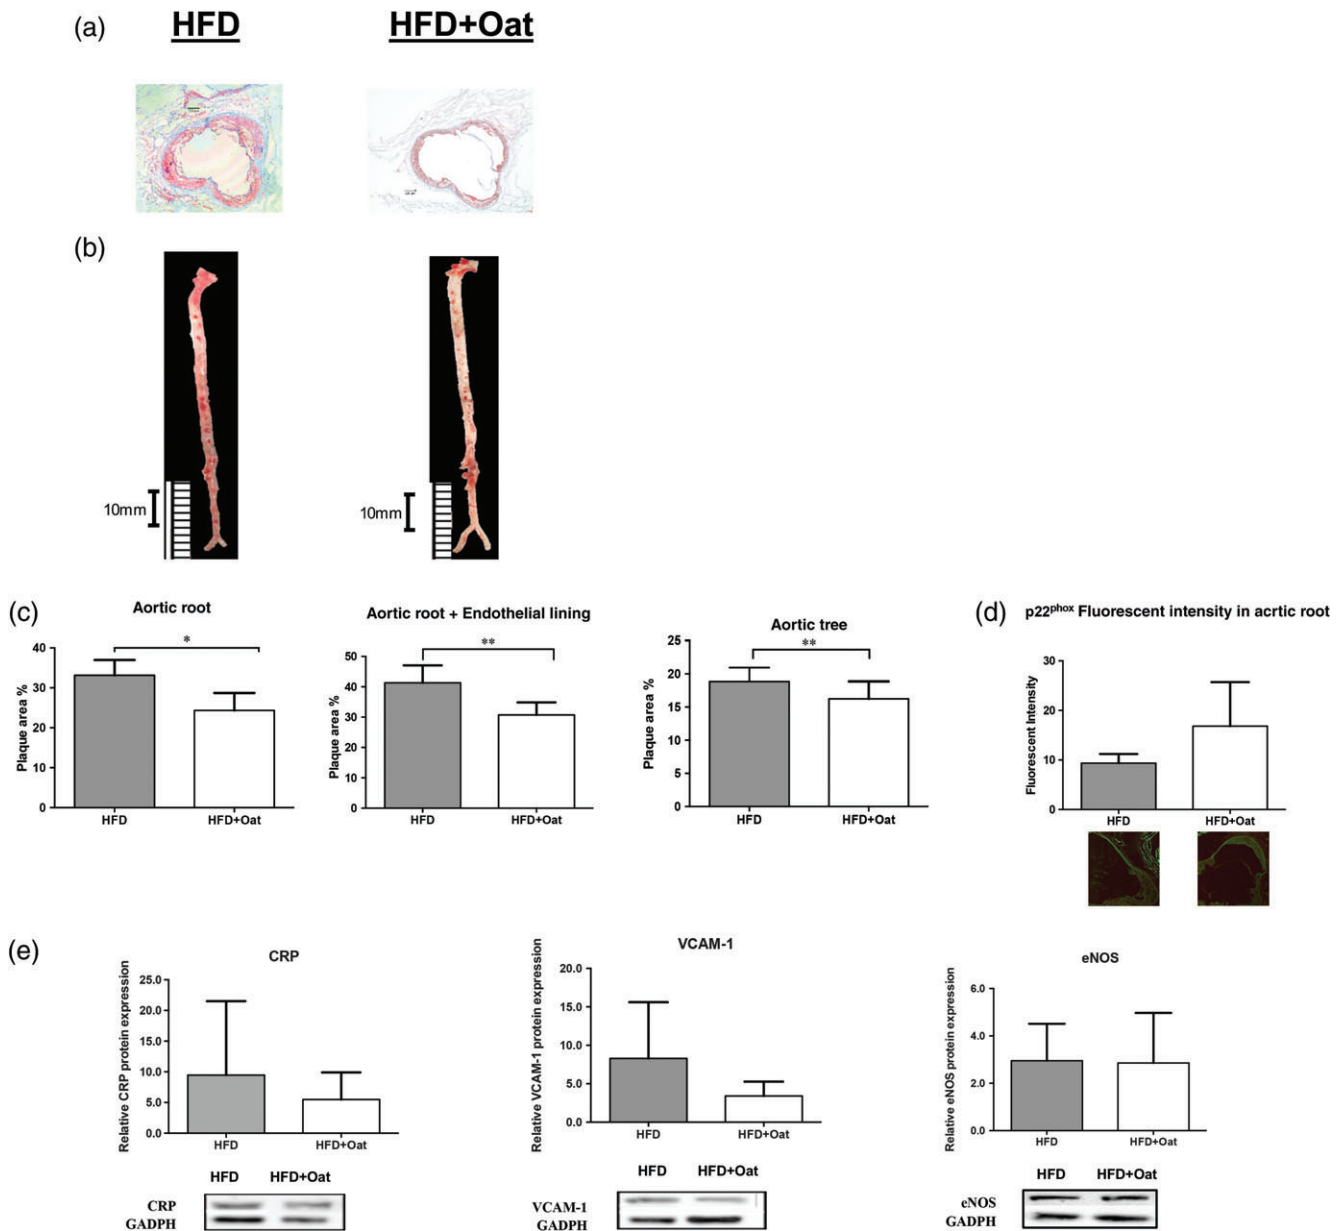 (a) HFD HFD+Oat
(b)
10mm 10mm
(c)
Aortic root
Plaque area %
40
30
20
10
0
*
HFD HFD+Oat
Aortic root + Endothelial lining
Plaque area %
50
40
30
20
10
0
**
HFD HFD+Oat
Aortic tree
Plaque area %
25
20
15
10
5
0
**
HFD HFD+Oat
(d) p22phox Fluorescent intensity in acrtic root
Fluorescent Intensity
30
20
10
0
HFD HFD+Oat
(e)
CRP
Relative CRP protein expression
25.0
20.0
15.0
10.0
5.0
0.0
HFD HFD+Oat
HFD HFD+Oat
CRP
GADPH
VCAM-1
Relative VCAM-1 protein expression
20.0
15.0
10.0
5.0
0.0
HFD HFD+Oat
HFD HFD+Oat
VCAM-1
GADPH
eNOS
Relative eNOS protein expression
6.0
4.0
2.0
0.0
HFD HFD+Oat
HFD HFD+Oat
eNOS
GADPH